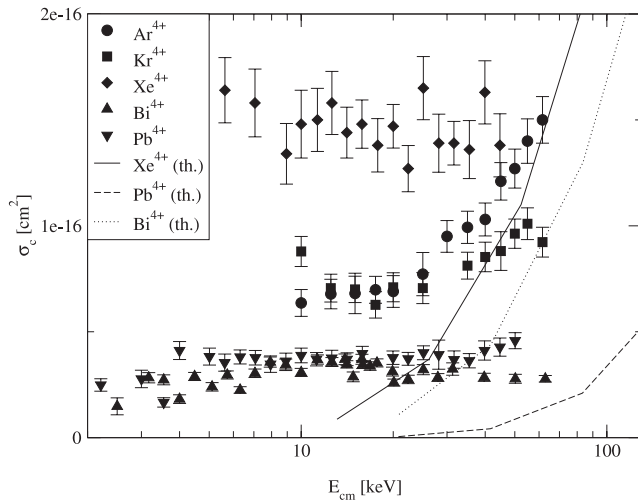 2e-16
Ar4+
Kr4+
Xe4+
Bi4+
Pb4+
Xe4+ (th.)
Pb4+ (th.)
Bi4+ (th.)
1e-16
σc [cm2]
0
10
100
Ecm [keV]